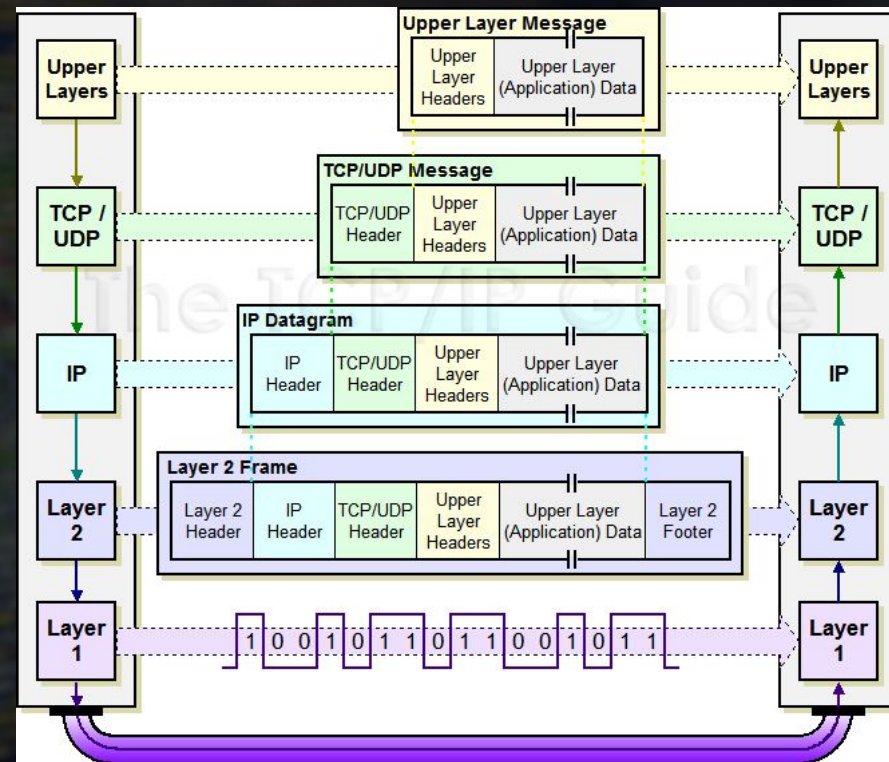 Upper Layer Message
Upper
Layers
Upper
Layer
Headers
Upper Layer
(Application) Data
Upper
Layers
TCP/UDP Message
TCP /
UDP
TCP/UDP
Header
Upper
Layer
Headers
Upper Layer
(Application) Data
TCP /
UDP
The TCP/IP Guide
IP Datagram
IP
IP
Header
TCP/UDP
Header
Upper
Layer
Headers
Upper Layer
(Application) Data
IP
Layer 2 Frame
Layer
2
Layer 2
Header
IP
Header
TCP/UDP
Header
Upper
Layer
Headers
Upper Layer
(Application) Data
Layer 2
Footer
Layer
2
Layer
1
1 0 0 1 0 1 1 0 1 1 0 0 1 0 1 1
Layer
1